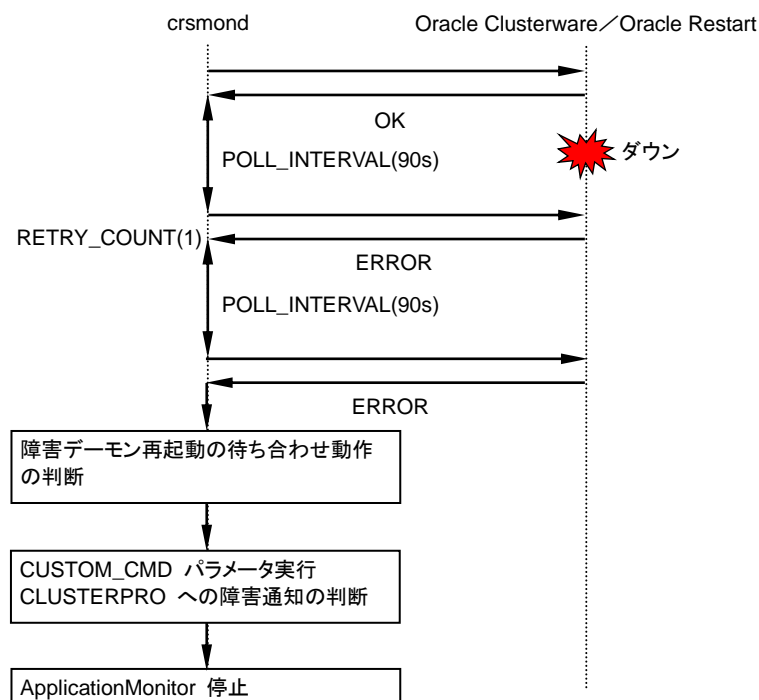 crsmond
Oracle Clusterware／Oracle Restart
OK
POLL_INTERVAL(90s)
ダウン
RETRY_COUNT(1)
ERROR
POLL_INTERVAL(90s)
ERROR
障害デーモン再起動の待ち合わせ動作
の判断
CUSTOM_CMD パラメータ実行
CLUSTERPRO への障害通知の判断
ApplicationMonitor 停止